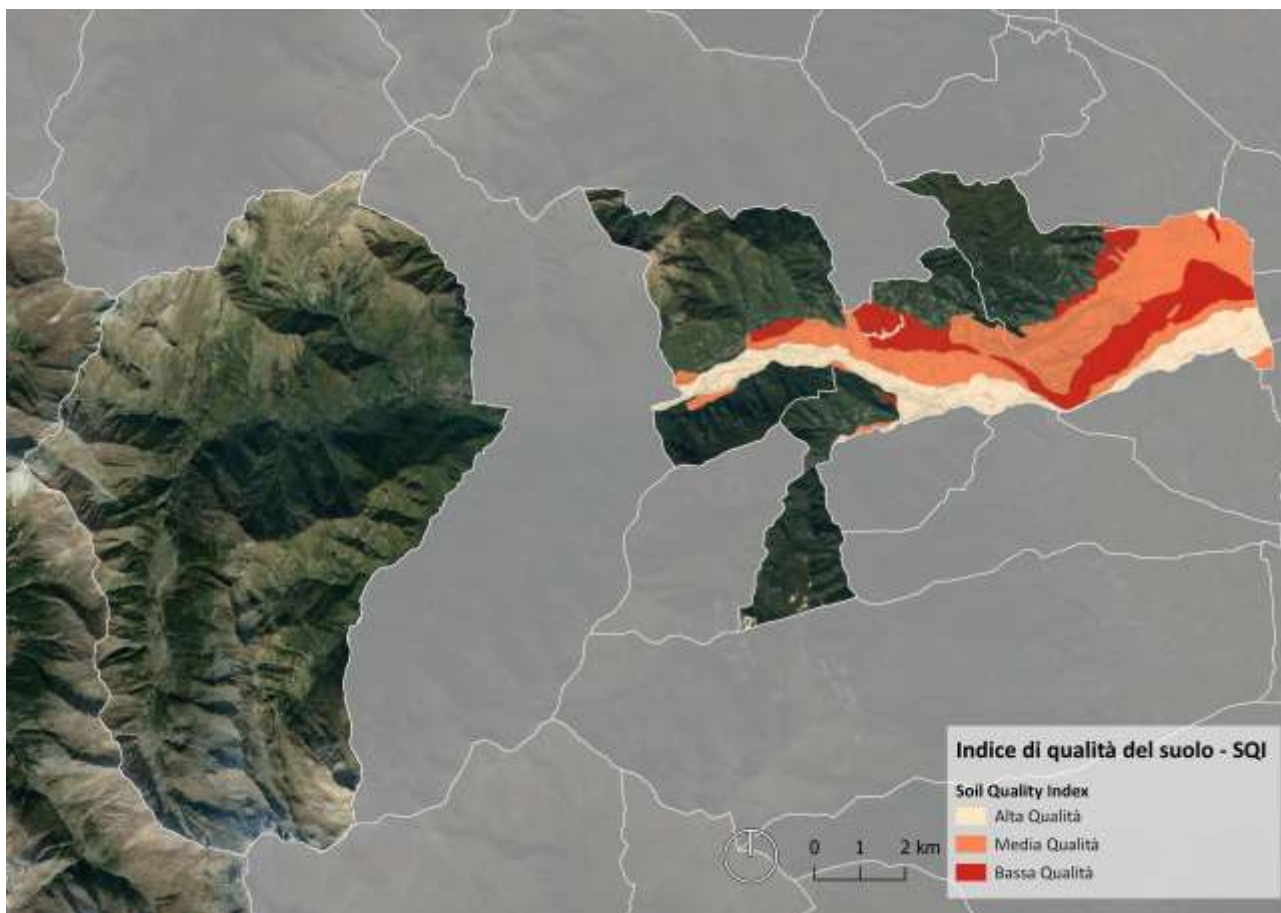 Indice di qualità del suolo - SQI
Soil Quality Index
Alta Qualità
Media Qualità
Bassa Qualità
0 1 2 km